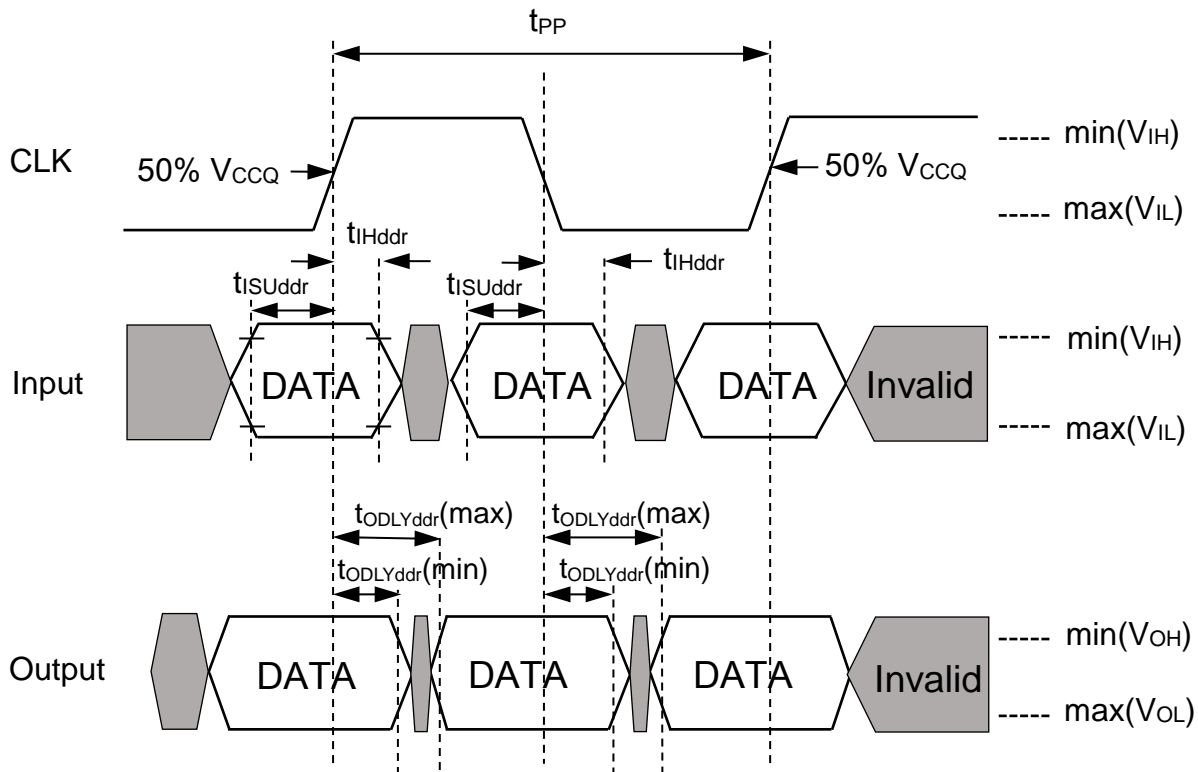 tPP
min(VIH)
CLK
50% VCCQ
50% VCCQ
max(VIL)
tIHddr
tIHddr
tISUddr
tISUddr
min(VIH)
Input
DATA
DATA
DATA
Invalid
max(VIL)
tODLYddr(max)
tODLYddr(max)
tODLYddr(min)
tODLYddr(min)
min(VOH)
Output
DATA
DATA
DATA
Invalid
max(VOL)